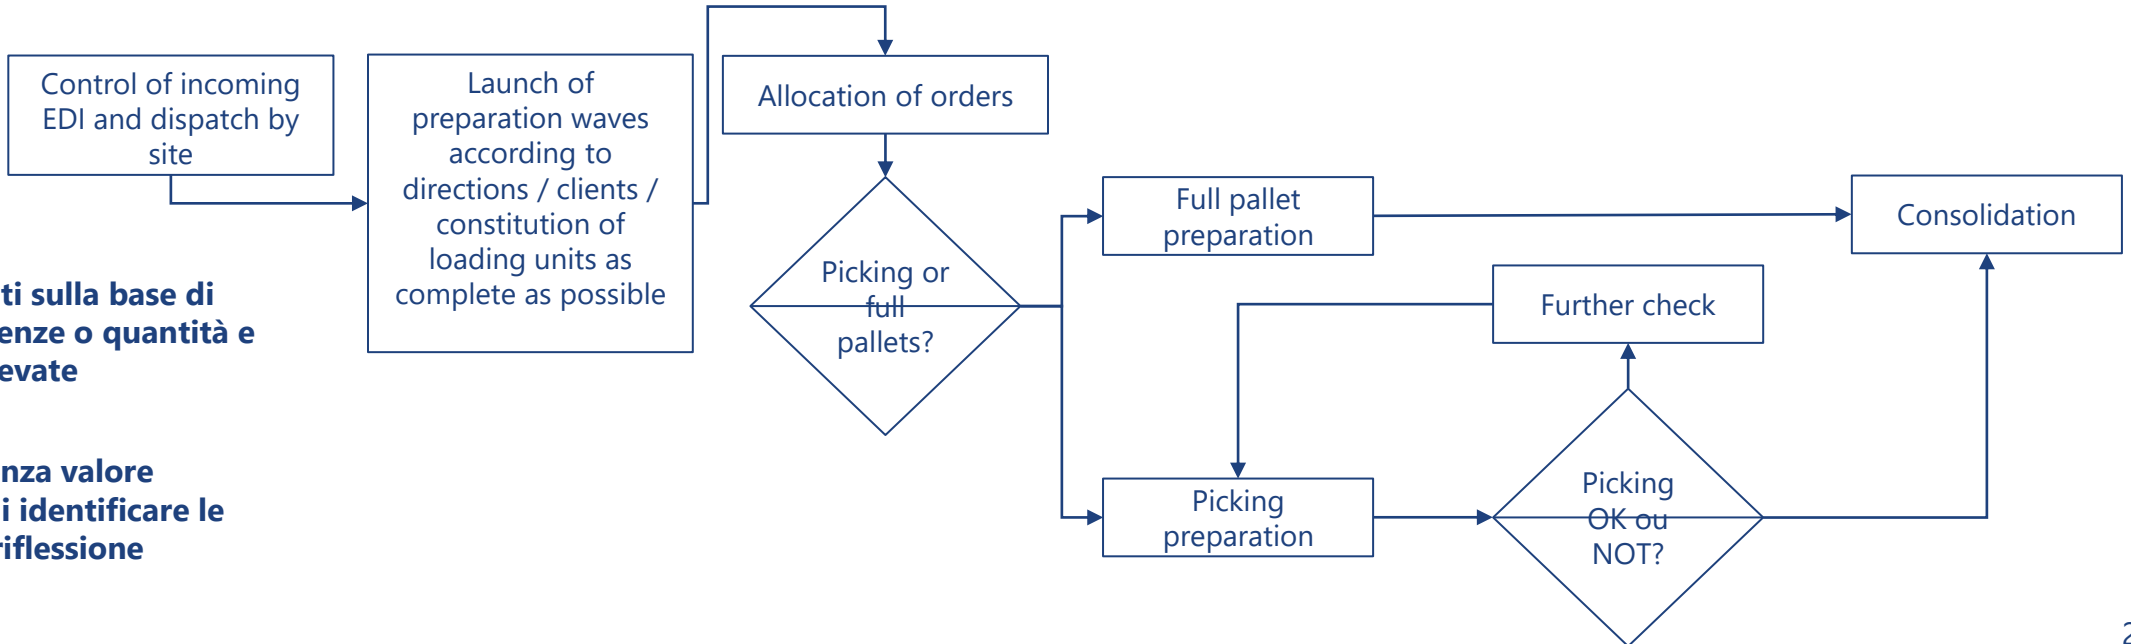 Control of incoming
EDI and dispatch by
site
Launch of
preparation waves
according to
directions / clients /
constitution of
loading units as
complete as possible
Allocation of orders
Picking or
full
pallets?
Full pallet
preparation
Consolidation
Further check
Picking
preparation
Picking
OK ou
NOT?
ti sulla base di
enze o quantità e
evate
nza valore
i identificare le
riflessione
2